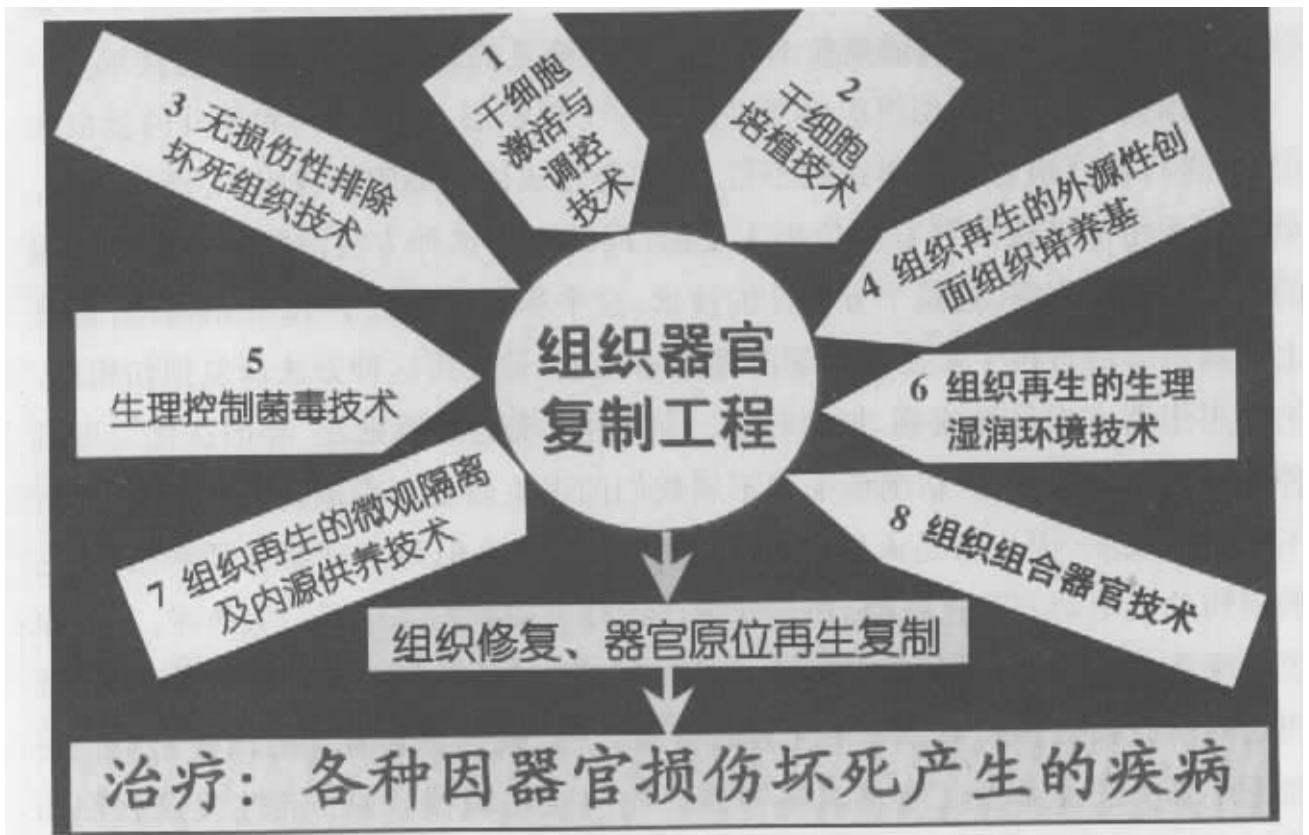 1
干细胞
激活与
调控
技术
2
干细胞
培植技术
3 无损伤性排除
坏死组织技术
4 组织再生的外源性创
面组织培养基
5
生理控制菌毒技术
6 组织再生的生理
湿润环境技术
7 组织再生的微观隔离
及内源供养技术
8 组织组合器官技术
组织器官
复制工程
组织修复、器官原位再生复制
治疗：各种因器官损伤坏死产生的疾病